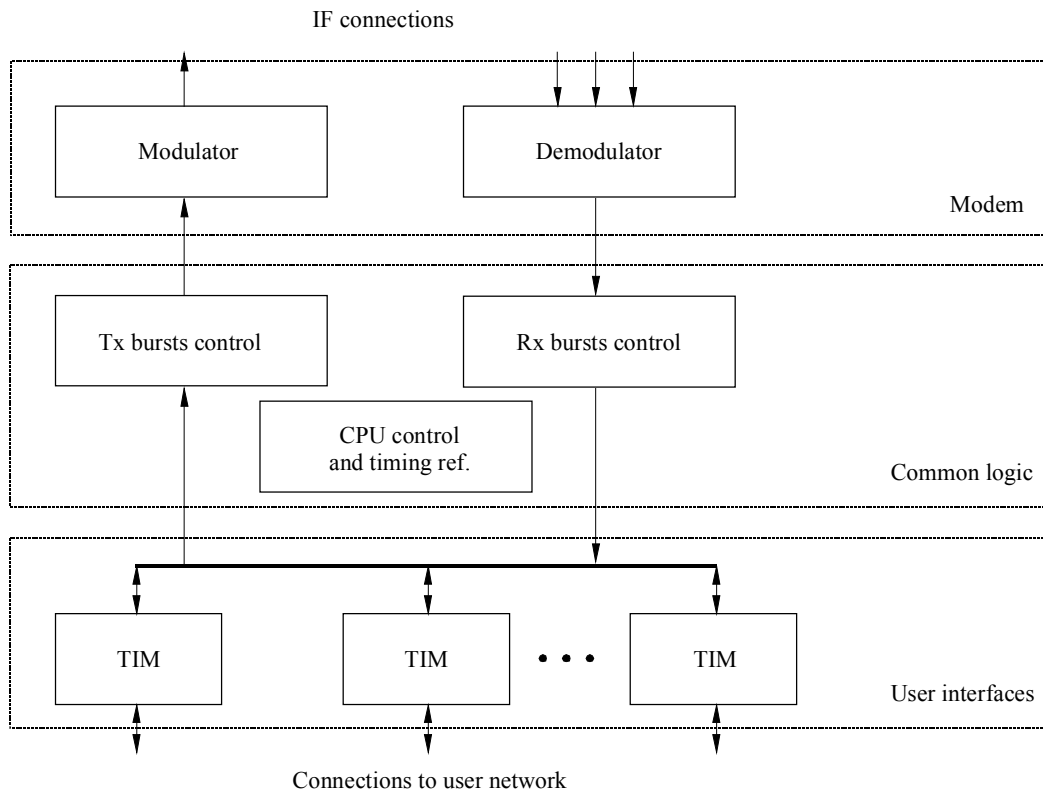 IF connections
Modulator
Demodulator
Modem
Tx bursts control
Rx bursts control
CPU control
and timing ref.
Common logic
TIM
TIM
TIM
User interfaces
Connections to user network